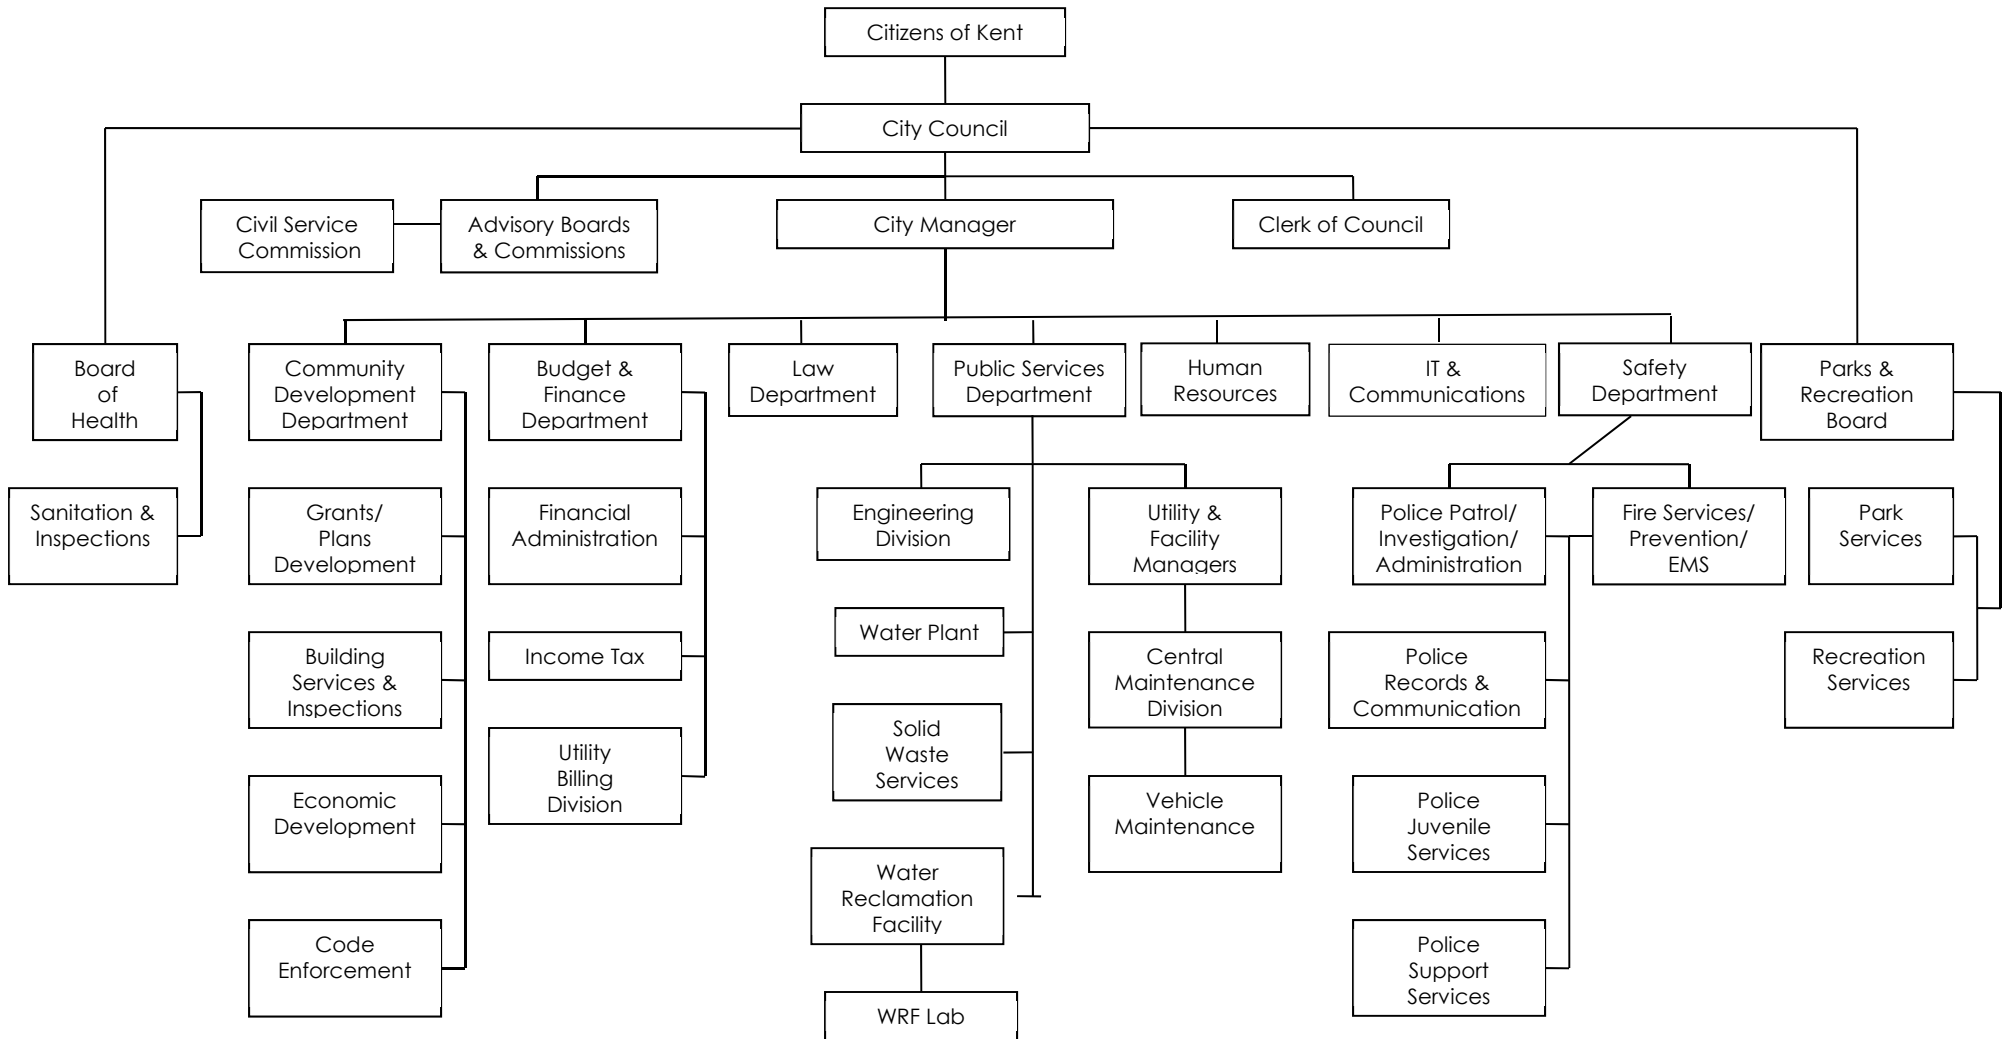 Citizens of Kent
City Council
Civil Service
Commission
Advisory Boards
& Commissions
City Manager
Clerk of Council
Board
of
Health
Community
Development
Department
Budget &
Finance
Department
Law
Department
Public Services
Department
Human
Resources
IT &
Communications
Safety
Department
Parks &
Recreation
Board
Sanitation &
Inspections
Grants/
Plans
Development
Financial
Administration
Engineering
Division
Utility &
Facility
Managers
Police Patrol/
Investigation/
Administration
Fire Services/
Prevention/
EMS
Park
Services
Building
Services &
Inspections
Income Tax
Water Plant
Central
Maintenance
Division
Police
Records &
Communication
Recreation
Services
Utility
Billing
Division
Solid
Waste
Services
Economic
Development
Vehicle
Maintenance
Police
Juvenile
Services
Water
Reclamation
Facility
Code
Enforcement
Police
Support
Services
WRF Lab